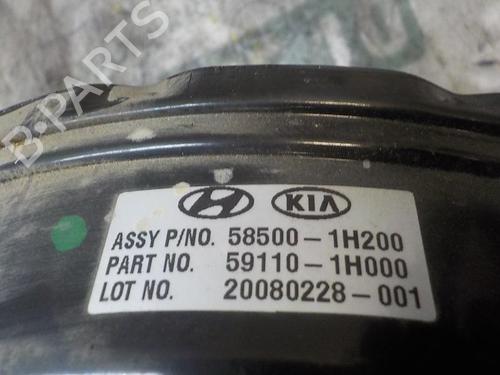 B-PARTS
KIA
ASSY P/NO. 58500-1H200
PART NO. 59110-1H000
LOT NO. 20080228-001